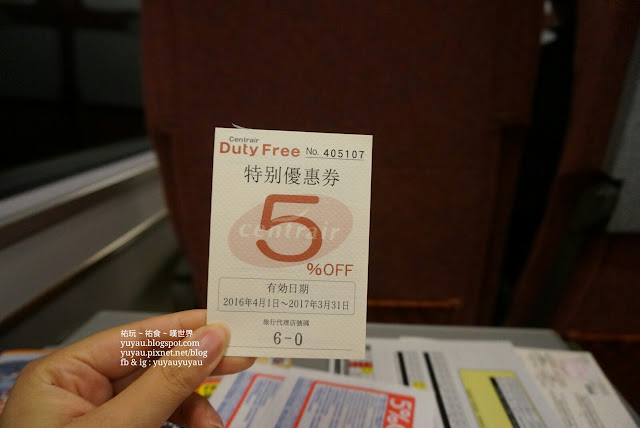 Centrair
Duty Free No. 405107
特別優惠券
centrair
5
%OFF
有効日期
2016年4月1日～2017年3月31日
旅行代理店號碼
6-0
祐玩 ~ 祐食 ~ 嘆世界
yuyau.blogspot.com
yuyau.pixnet.net/blog
fb & ig : yuyauyuyau
5%